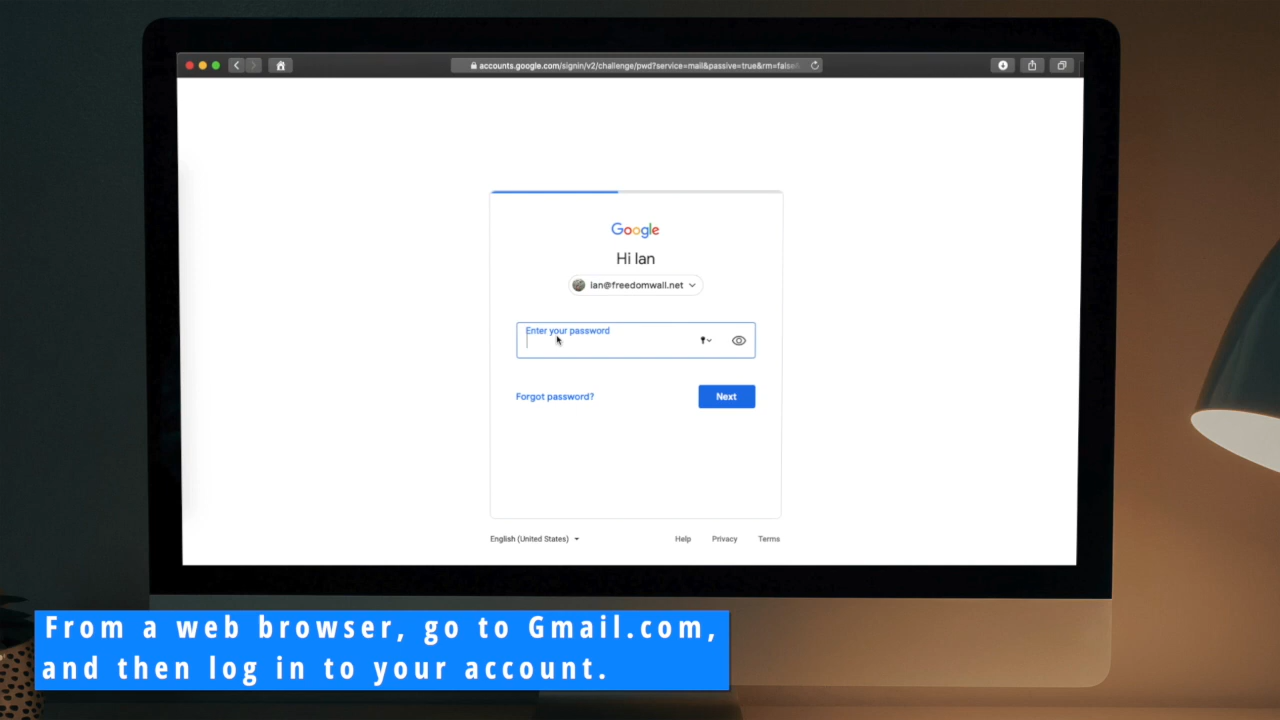 accounts.google.com/signin/v2/challenge/pwd?service=mail&passive=true&rm=false
Google
Hi Ian
ian@freedomwall.net
Enter your password
Forgot password?
Next
English (United States)
Help
Privacy
Terms
From a web browser, go to Gmail.com,
and then log in to your account.